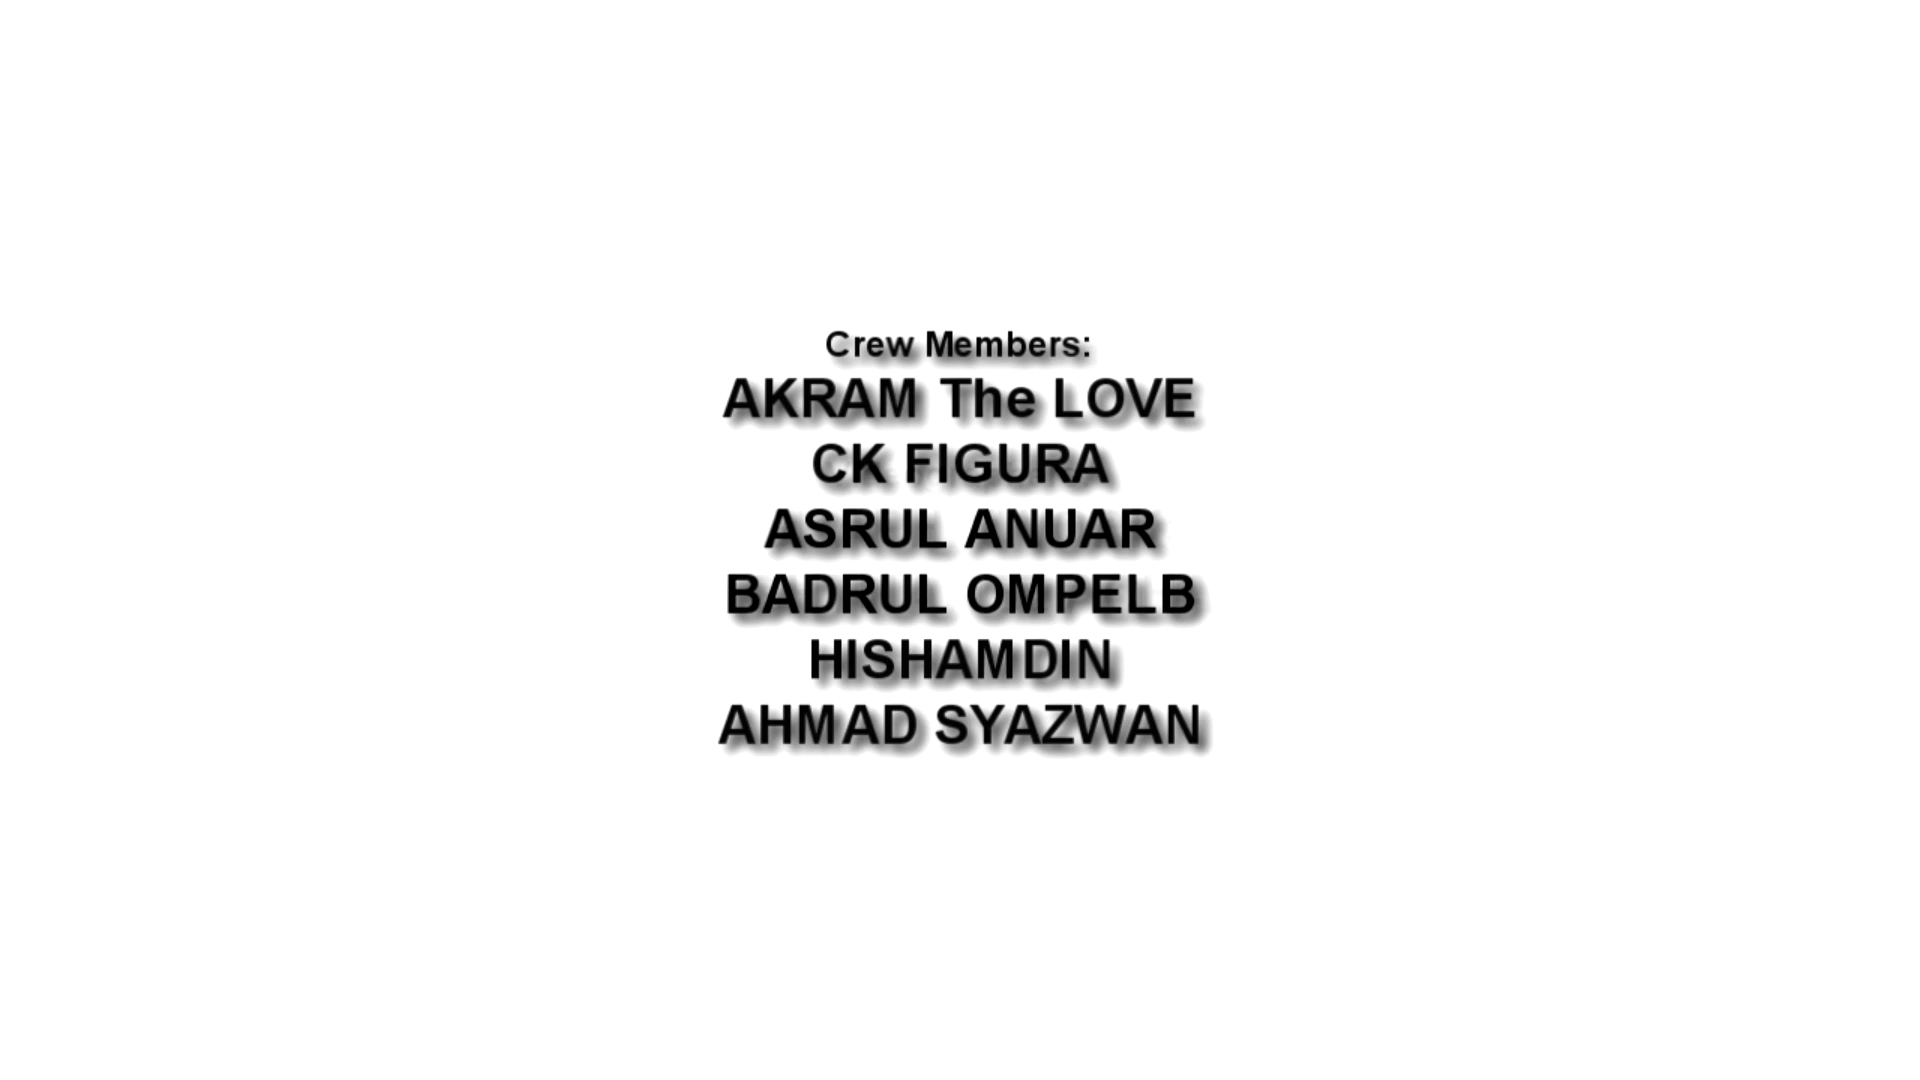 Crew Members:
AKRAM The LOVE
CK FIGURA
ASRUL ANUAR
BADRUL OMPELB
HISHAMDIN
AHMAD SYAZWAN